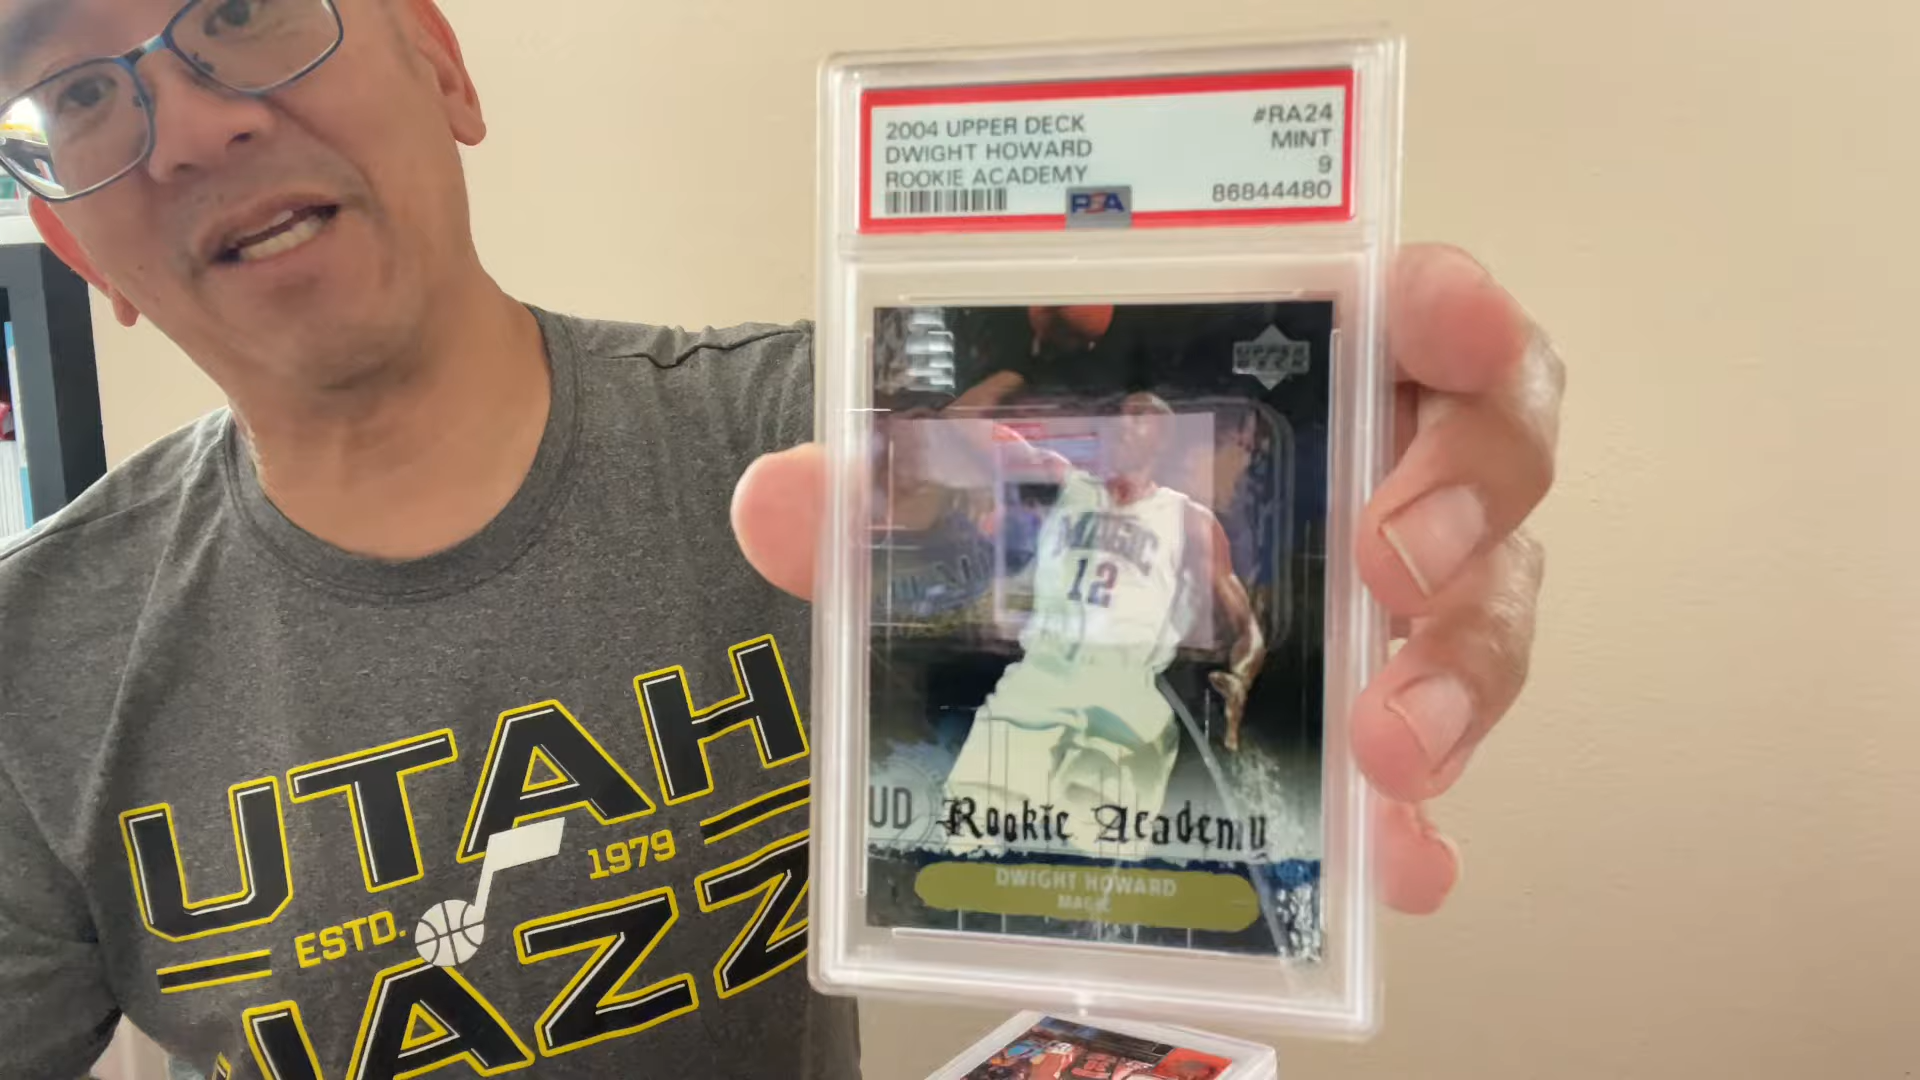 2004 UPPER DECK #RA24
DWIGHT HOWARD MINT
ROOKIE ACADEMY 9
PSA 86844480
UPPER DECK
MAGIC
12
UD Rookie Academy
DWIGHT HOWARD
MAGIC
UTAH
1979
ESTD.
JAZZ